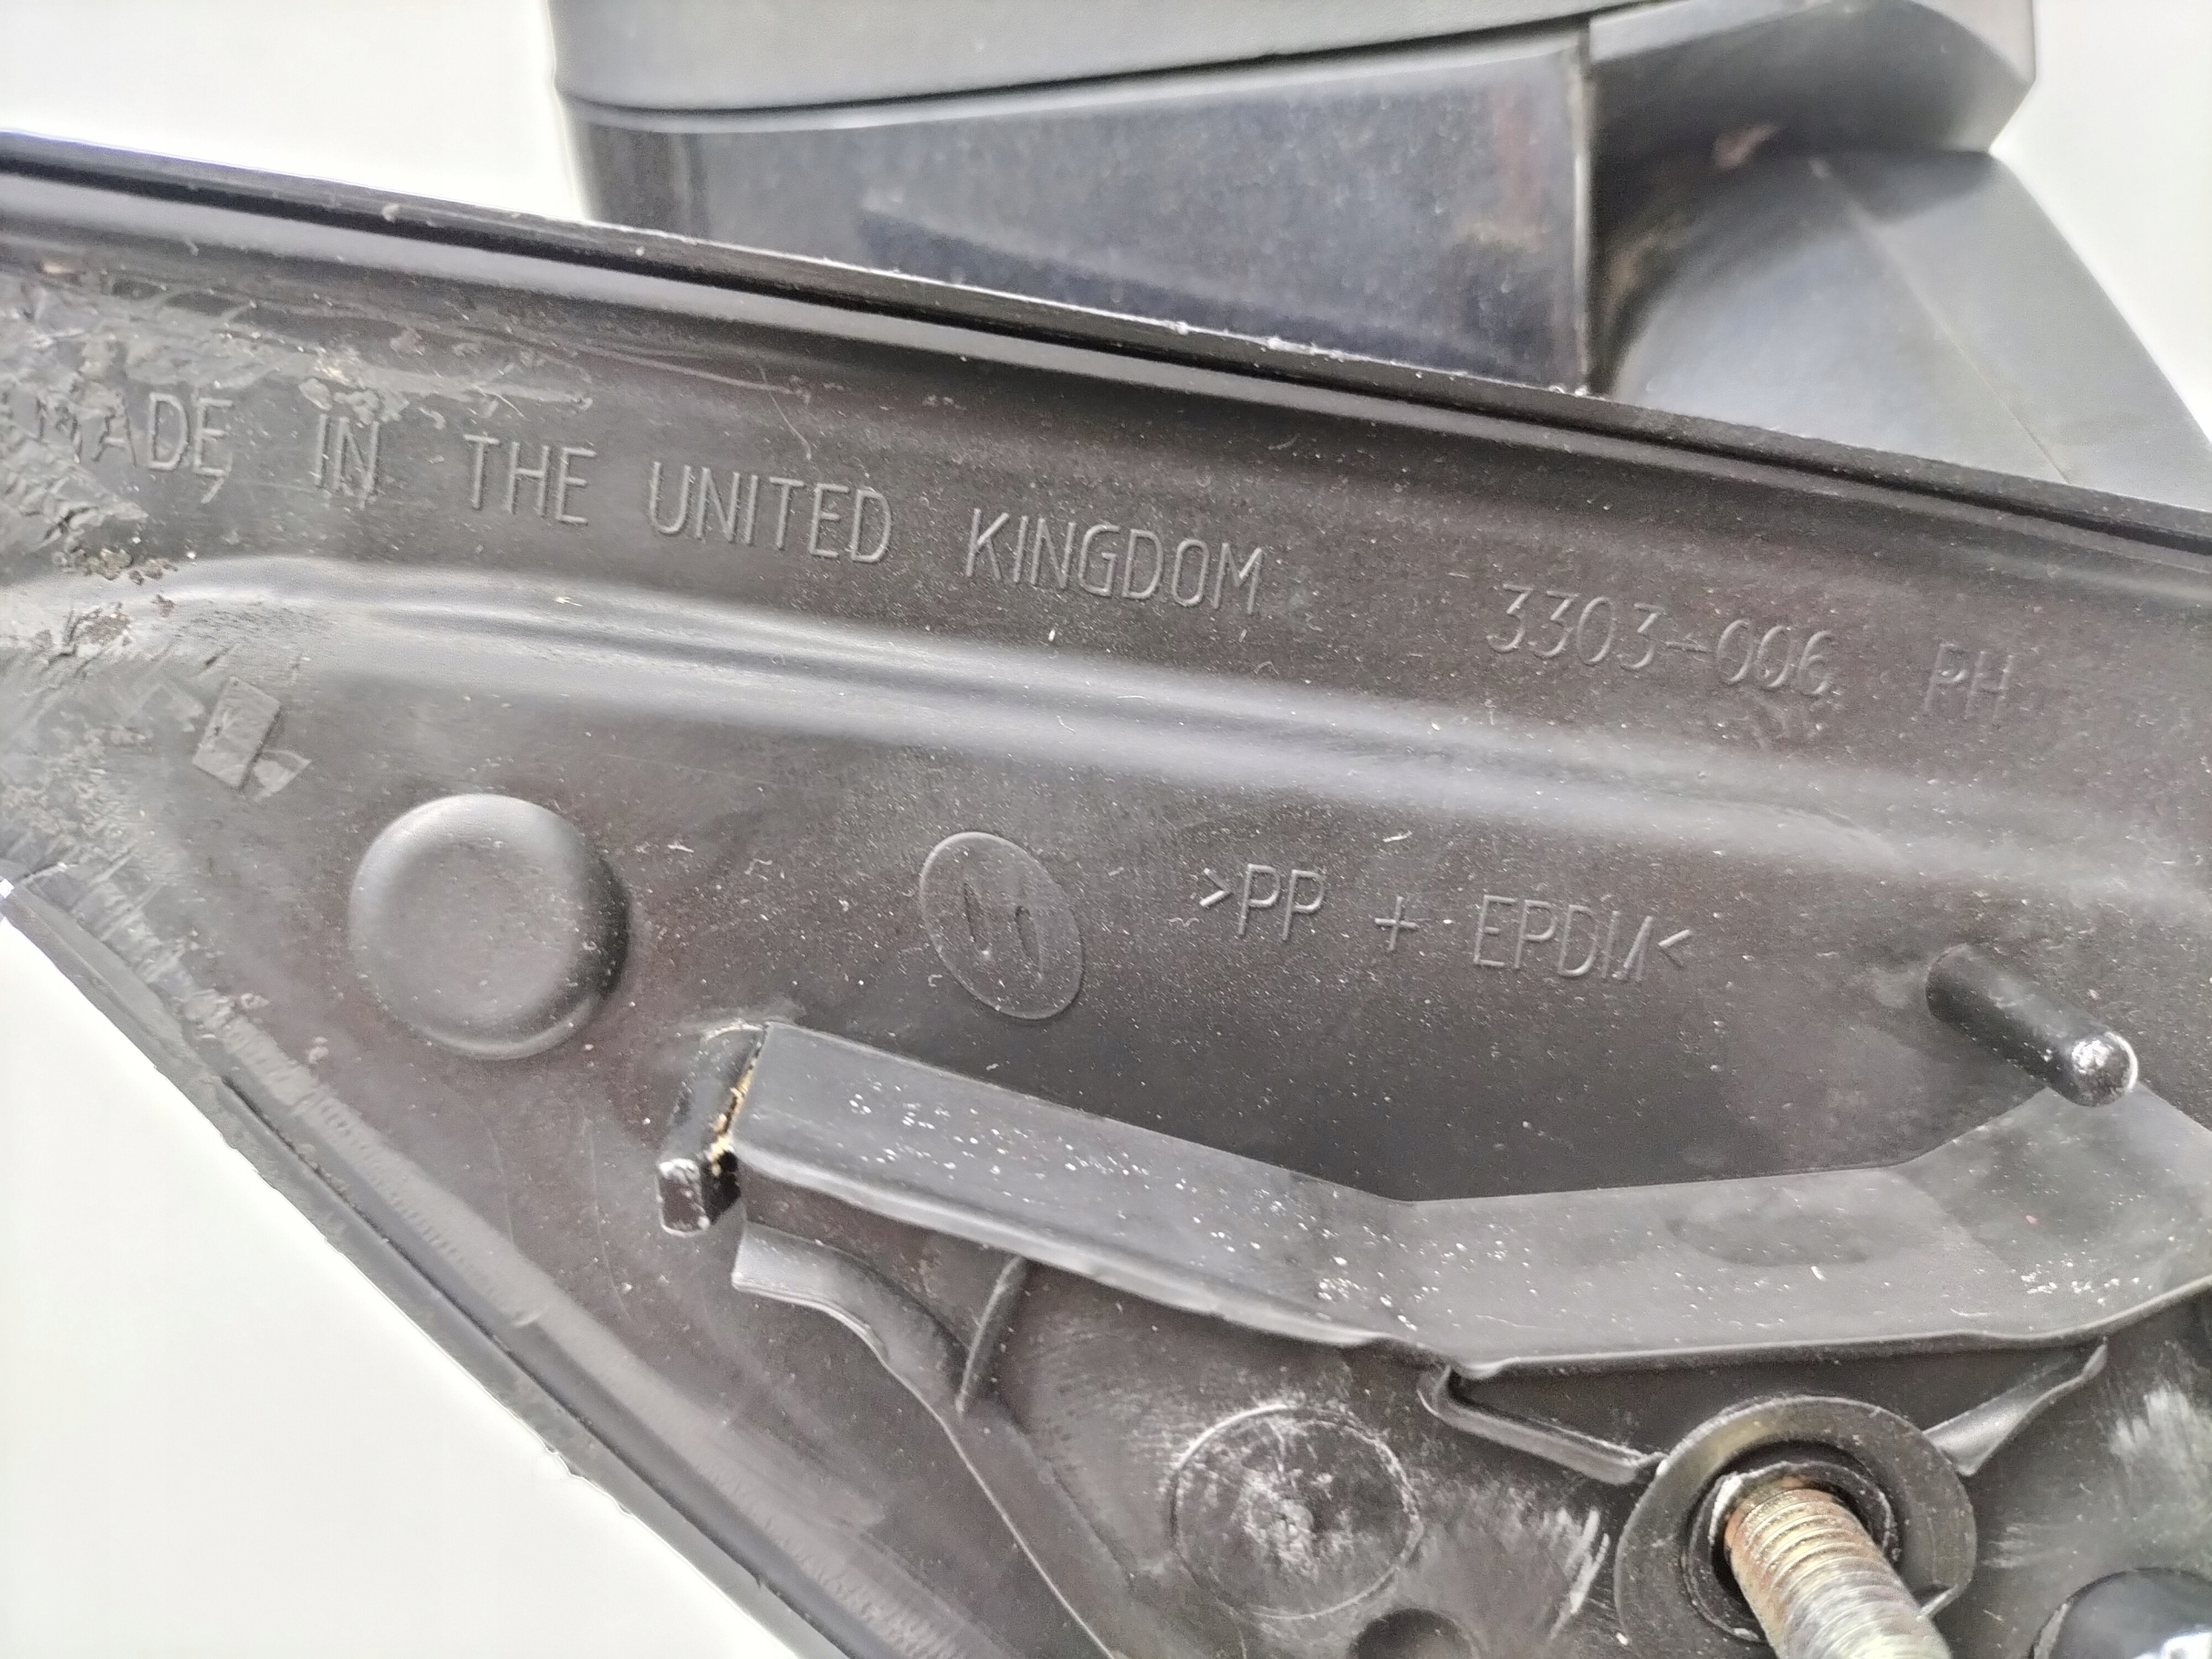 MADE IN THE UNITED KINGDOM 3303-006 RH
>PP + EPDM<